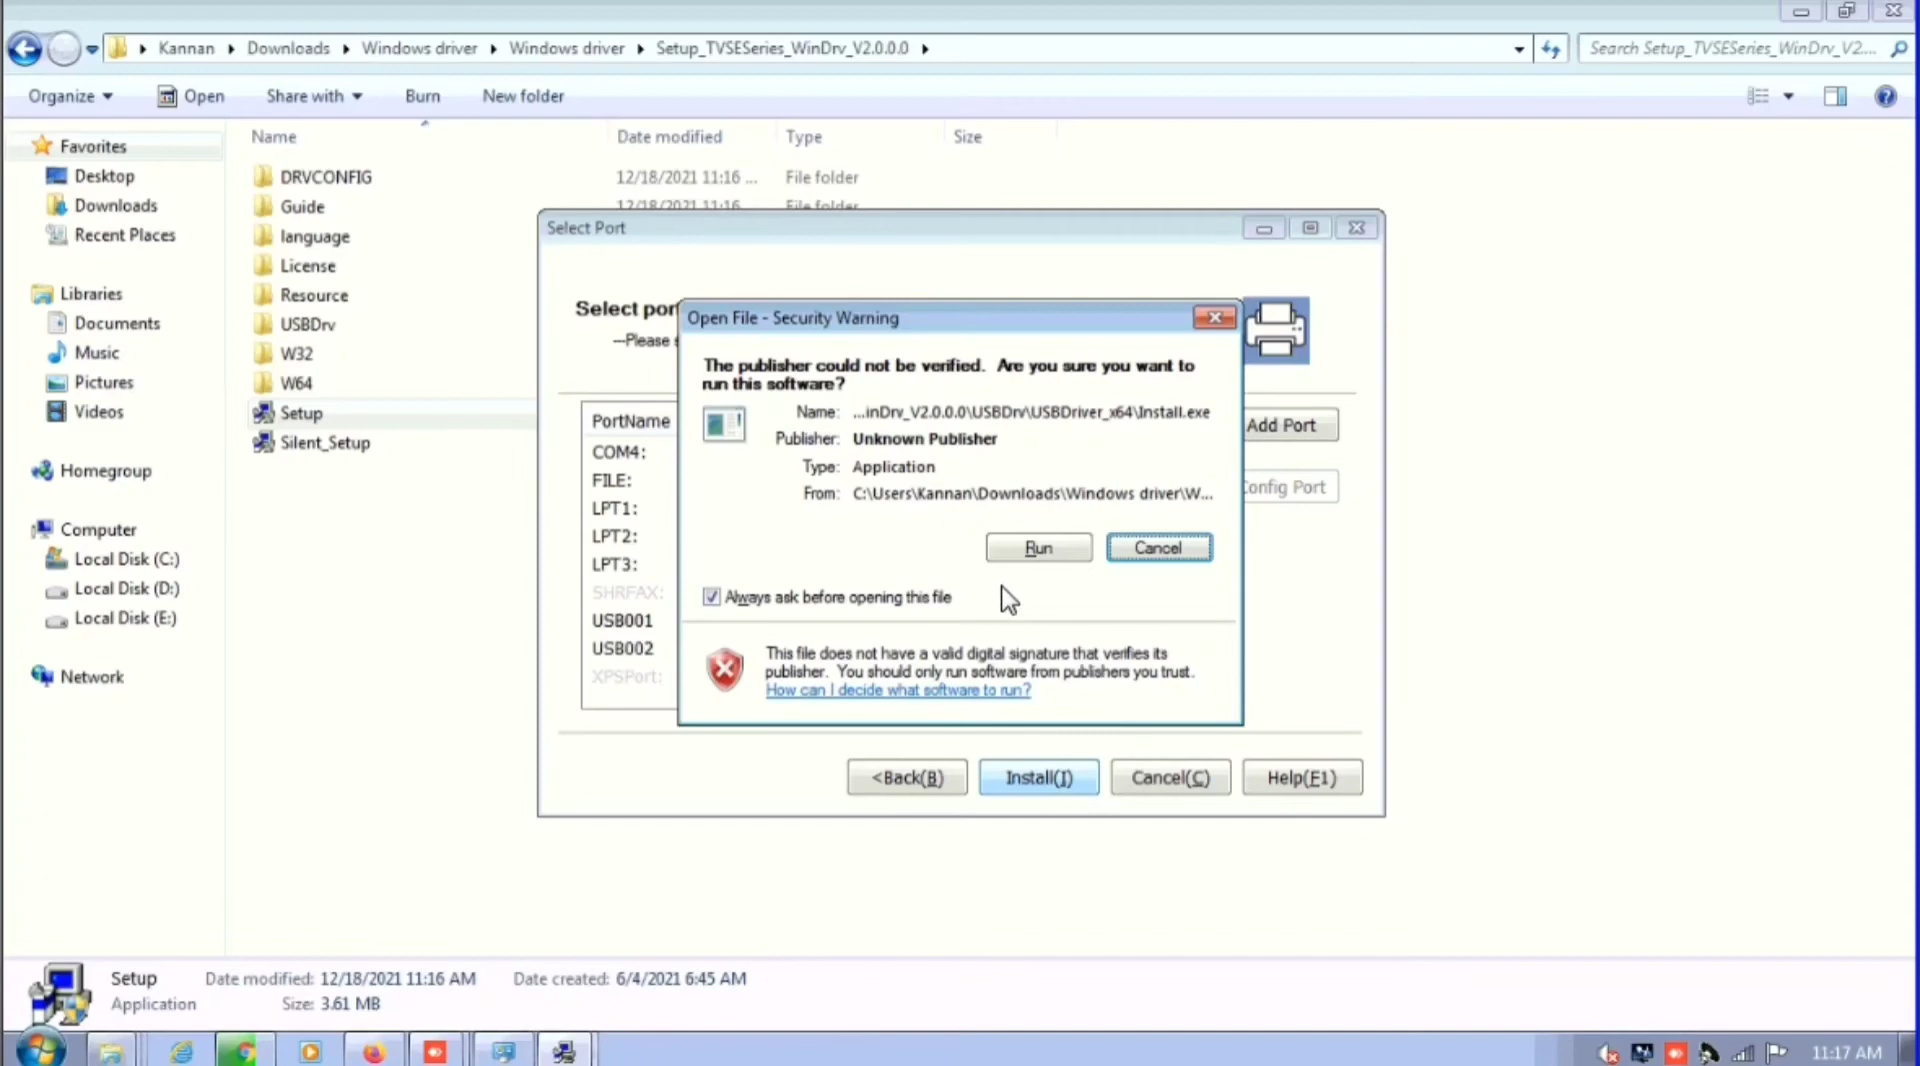 Kannan
Downloads
Windows driver
Windows driver
Setup_TVSESeries_WinDrv_V2.0.0.0
Search Setup_TVSESeries_WinDrv_V2....
Organize
Open
Share with
Burn
New folder
Name
Date modified
Type
Size
Favorites
Desktop
Downloads
Recent Places
Libraries
Documents
Music
Pictures
Videos
Homegroup
Computer
Local Disk (C:)
Local Disk (D:)
Local Disk (E:)
Network
DRVCONFIG 12/18/2021 11:16 ... File folder
Guide 12/18/2021 11:16 File folder
language
License
Resource
USBDrv
W32
W64
Setup
Silent_Setup
Select Port
Select por
---Please
PortName
COM4:
FILE:
LPT1:
LPT2:
LPT3:
SHRFAX:
USB001
USB002
XPSPort:
Add Port
Config Port
Open File - Security Warning
The publisher could not be verified. Are you sure you want to
run this software?
Name: ...inDrv_V2.0.0.0\USBDrv\USBDriver_x64\Install.exe
Publisher: Unknown Publisher
Type: Application
From: C:\Users\Kannan\Downloads\Windows driver\W...
Run
Cancel
Always ask before opening this file
This file does not have a valid digital signature that verifies its
publisher. You should only run software from publishers you trust.
How can I decide what software to run?
<Back(B)
Install(I)
Cancel(C)
Help(F1)
Setup Date modified: 12/18/2021 11:16 AM Date created: 6/4/2021 6:45 AM
Application Size: 3.61 MB
11:17 AM